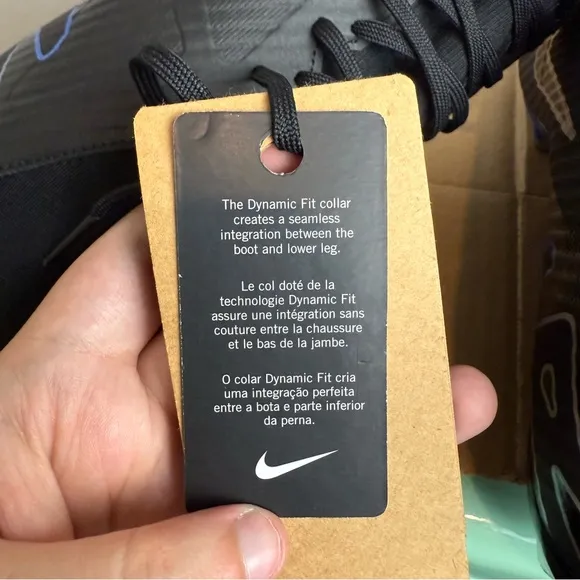 The Dynamic Fit collar
creates a seamless
integration between the
boot and lower leg.
Le col doté de la
technologie Dynamic Fit
assure une intégration sans
couture entre la chaussure
et le bas de la jambe.
O colar Dynamic Fit cria
uma integração perfeita
entre a bota e parte inferior
da perna.